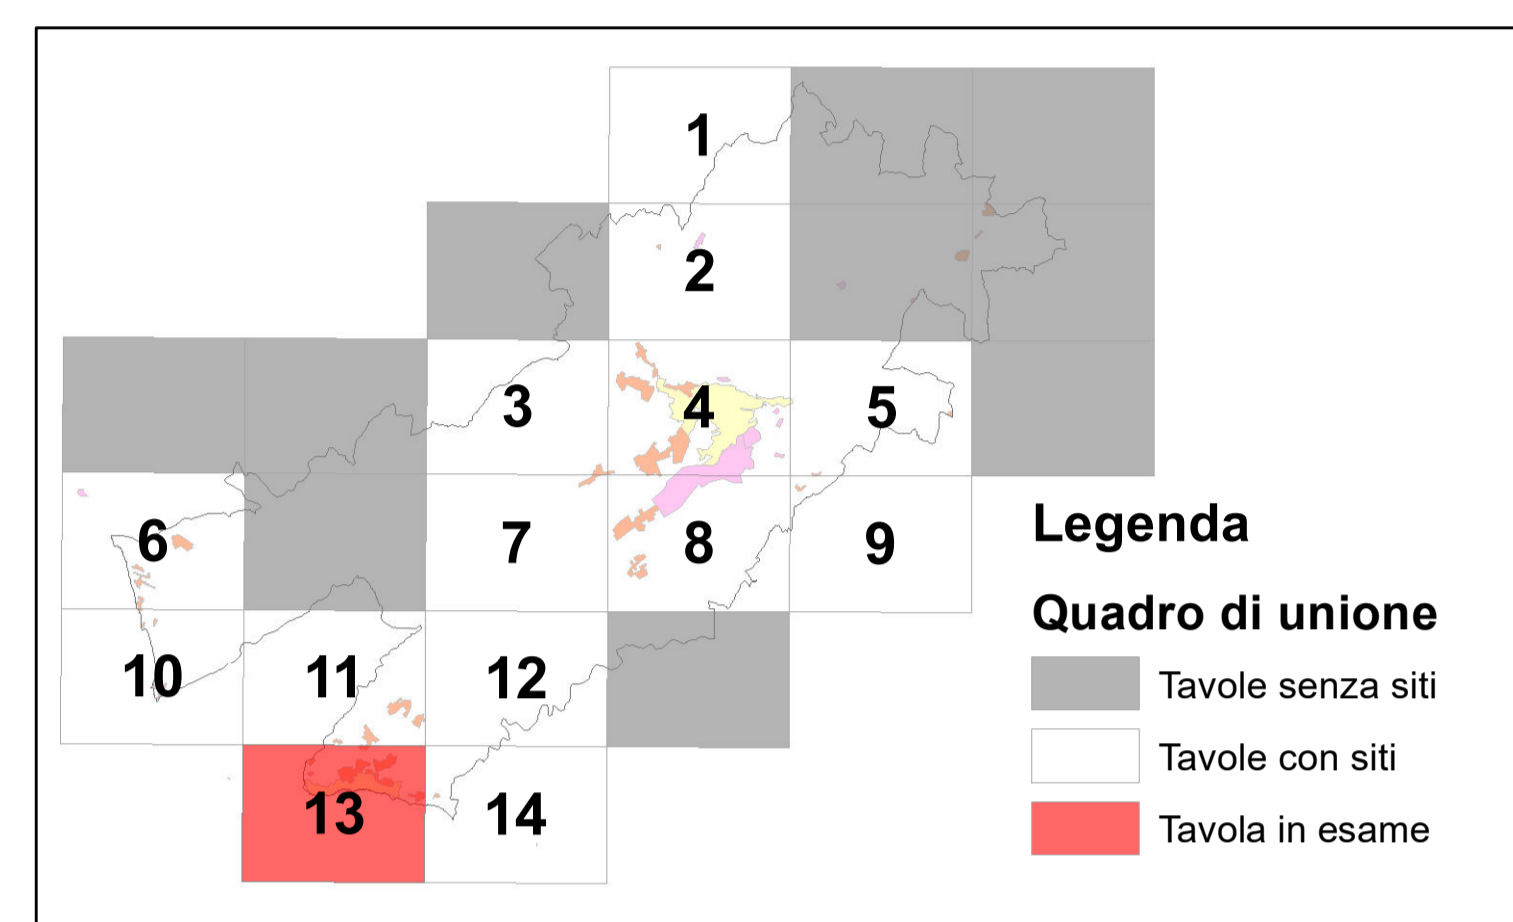 1
2
3
4
5
6
7
8
9
10
11
12
13
14
Legenda
Quadro di unione
Tavole senza siti
Tavole con siti
Tavola in esame